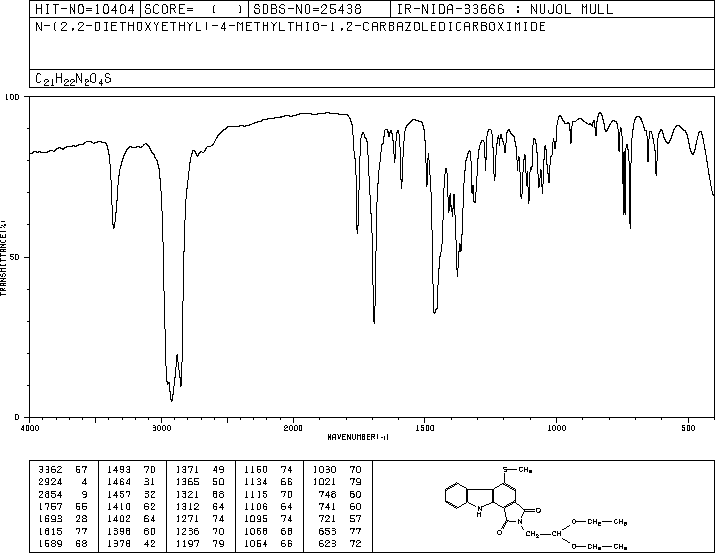 HIT-NO=10404 SCORE= ( ) SDBS-NO=25438 IR-NIDA-33666 : NUJOL MULL
N-(2,2-DIETHOXYETHYL)-4-METHYLTHIO-1,2-CARBAZOLEDICARBOXIMIDE
C21H22N2O4S
100
50
0
TRANSMITTANCE(%)
4000 3000 2000 1500 1000 500
WAVENUMBER(-1)
3362 57 1493 70 1371 49 1160 74 1030 70
2924 4 1464 31 1365 50 1134 66 1021 79
2854 9 1457 32 1321 68 1115 70 746 60
1757 55 1410 62 1312 64 1106 64 741 60
1693 28 1402 64 1271 74 1095 74 721 57
1615 77 1398 60 1236 70 1068 68 653 77
1589 68 1378 42 1197 79 1054 66 623 72
S CH3
NH
O
N CH2 CH O CH2 CH3
O
O CH2 CH3